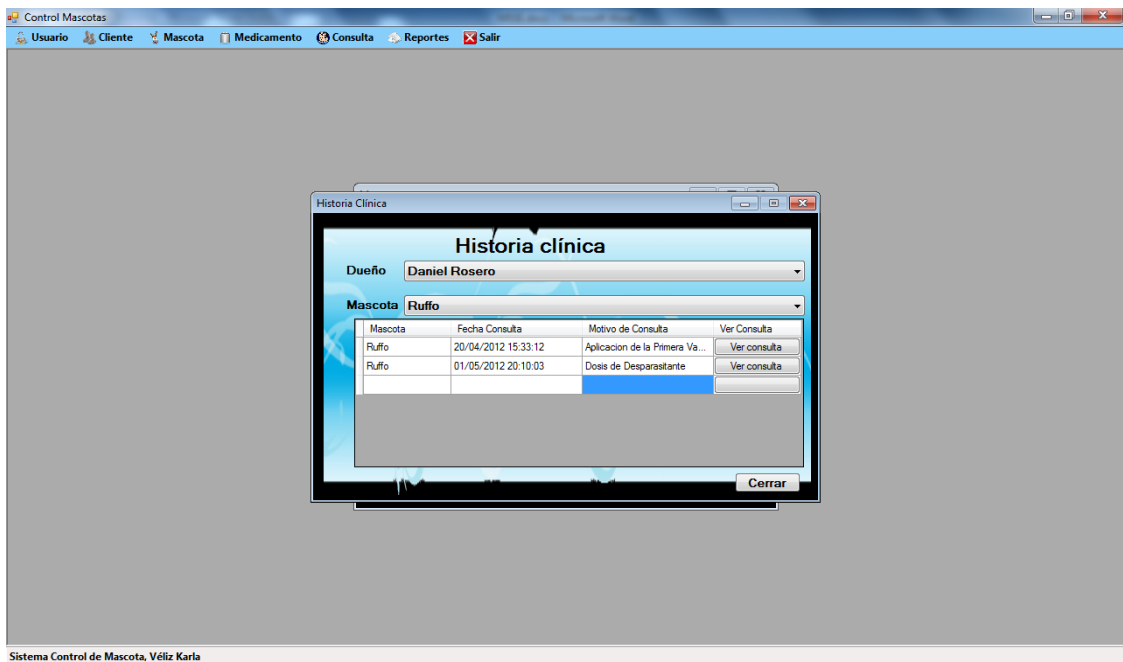 Control Mascotas
Usuario Cliente Mascota Medicamento Consulta Reportes Salir
Historia Clínica
Historia clínica
Dueño Daniel Rosero
Mascota Ruffo
Mascota Fecha Consulta Motivo de Consulta Ver Consulta
Ruffo 20/04/2012 15:33:12 Aplicacion de la Primera Va... Ver consulta
Ruffo 01/05/2012 20:10:03 Dosis de Desparasitante Ver consulta
Cerrar
Sistema Control de Mascota, Véliz Karla